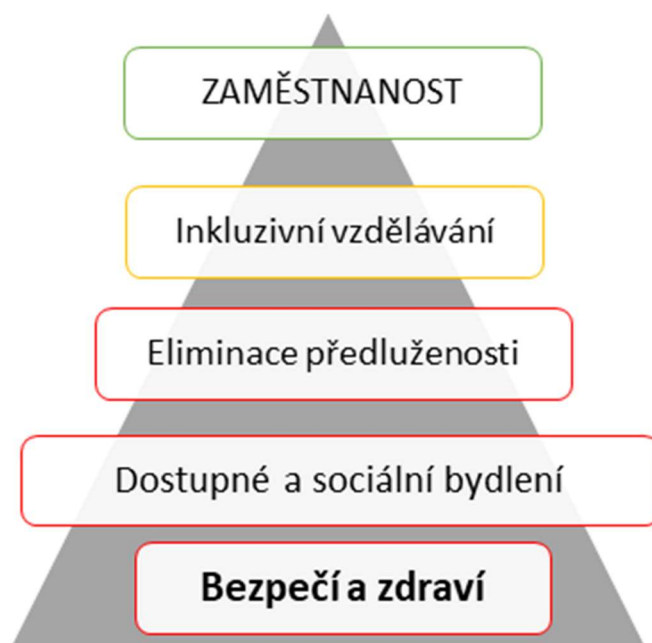 ZAMĚSTNANOST
Inkluzivní vzdělávání
Eliminace předluženosti
Dostupné a sociální bydlení
Bezpečí a zdraví